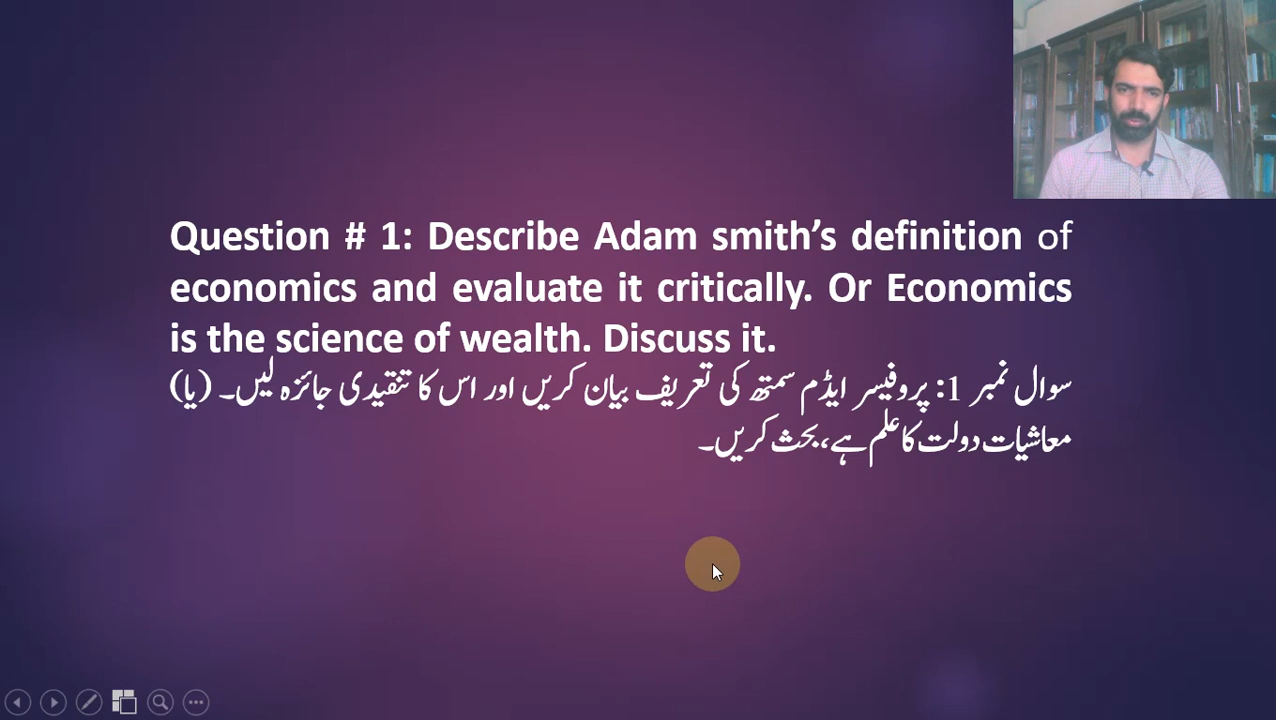 Question # 1: Describe Adam smith’s definition of
economics and evaluate it critically. Or Economics
is the science of wealth. Discuss it.
سوال نمبر 1: پروفیسر ایڈم سمتھ کی تعریف بیان کریں اور اس کا تنقیدی جائزہ لیں۔ (یا)
معاشیات دولت کا علم ہے، بحث کریں۔